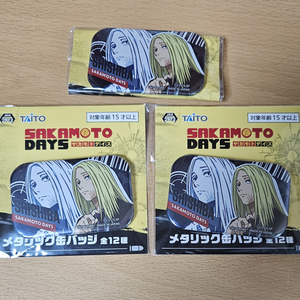 SHISHIBA
SAKAMOTO DAYS
TAITO
対象年齢15才以上
SAKAMOTO
DAYS
サカモトデイズ
SAKAMOTO DAYS
メタリック缶バッジ 全12種
TAITO
対象年齢15才以上
SAKAMOTO
DAYS
サカモトデイズ
SAKAMOTO DAYS
メタリック缶バッジ 全12種